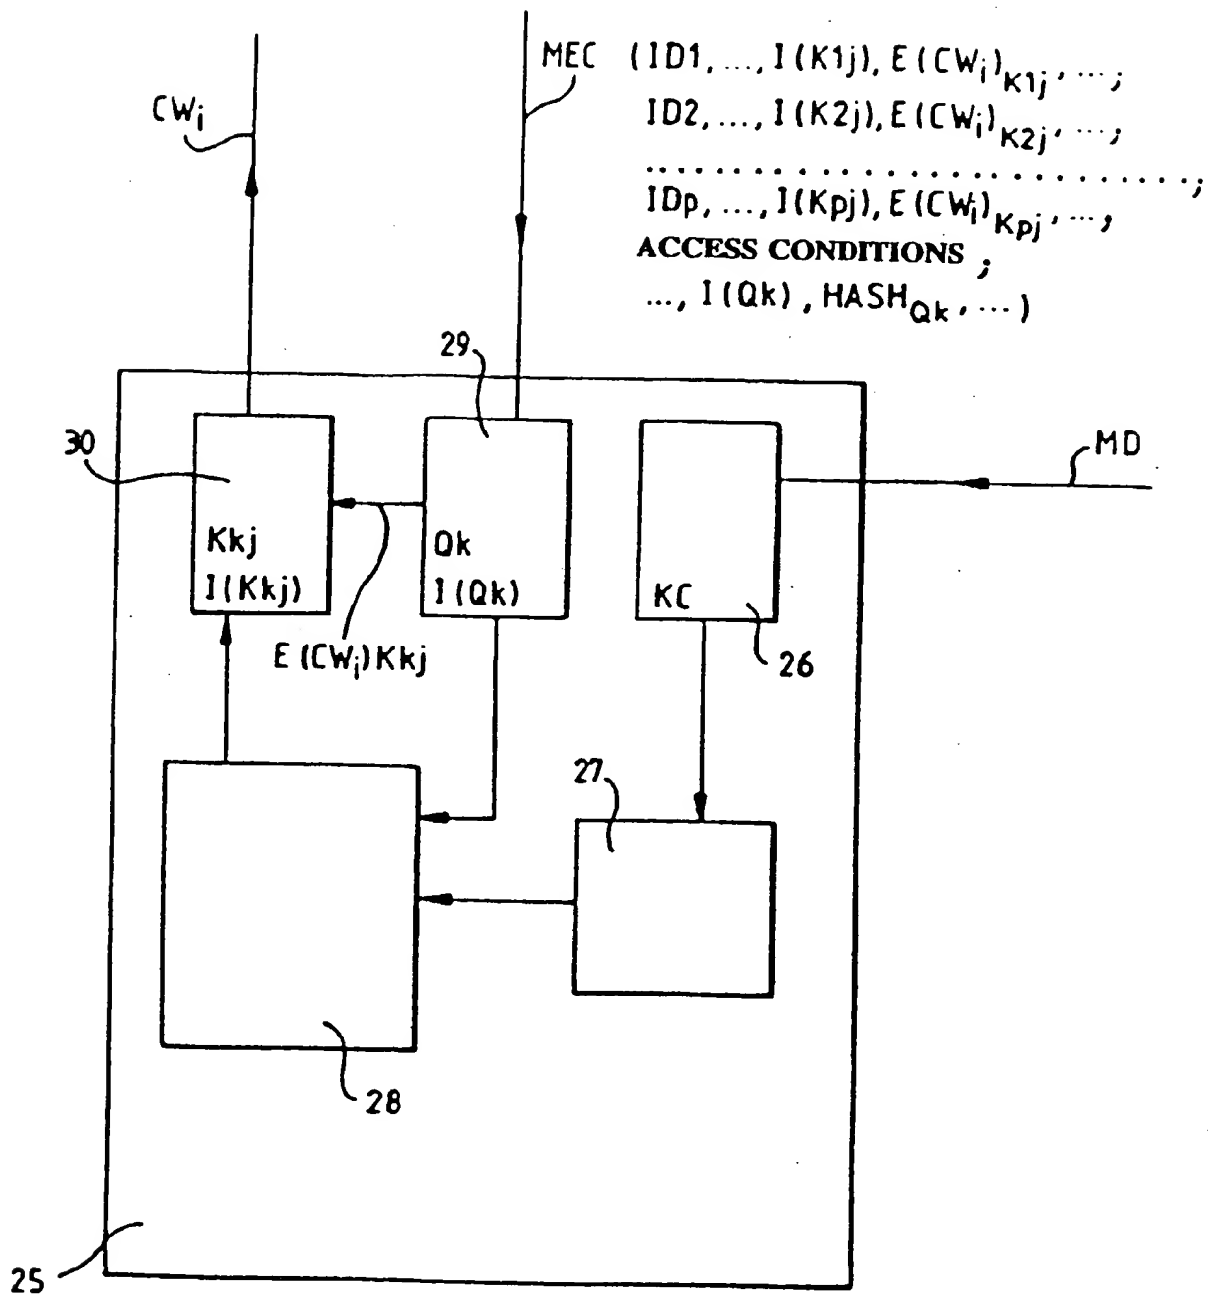 MEC (ID1, ..., I(K1j), E(CWi)K1j, ...;
CWi
ID2, ..., I(K2j), E(CWi)K2j, ...;
..............................;
IDp, ..., I(Kpj), E(CWi)Kpj, ...,
ACCESS CONDITIONS ;
..., I(Qk), HASHQk, ...)
29
30
MD
Kkj
I(Kkj)
Qk
I(Qk)
KC
E(CWi)Kkj
26
27
28
25